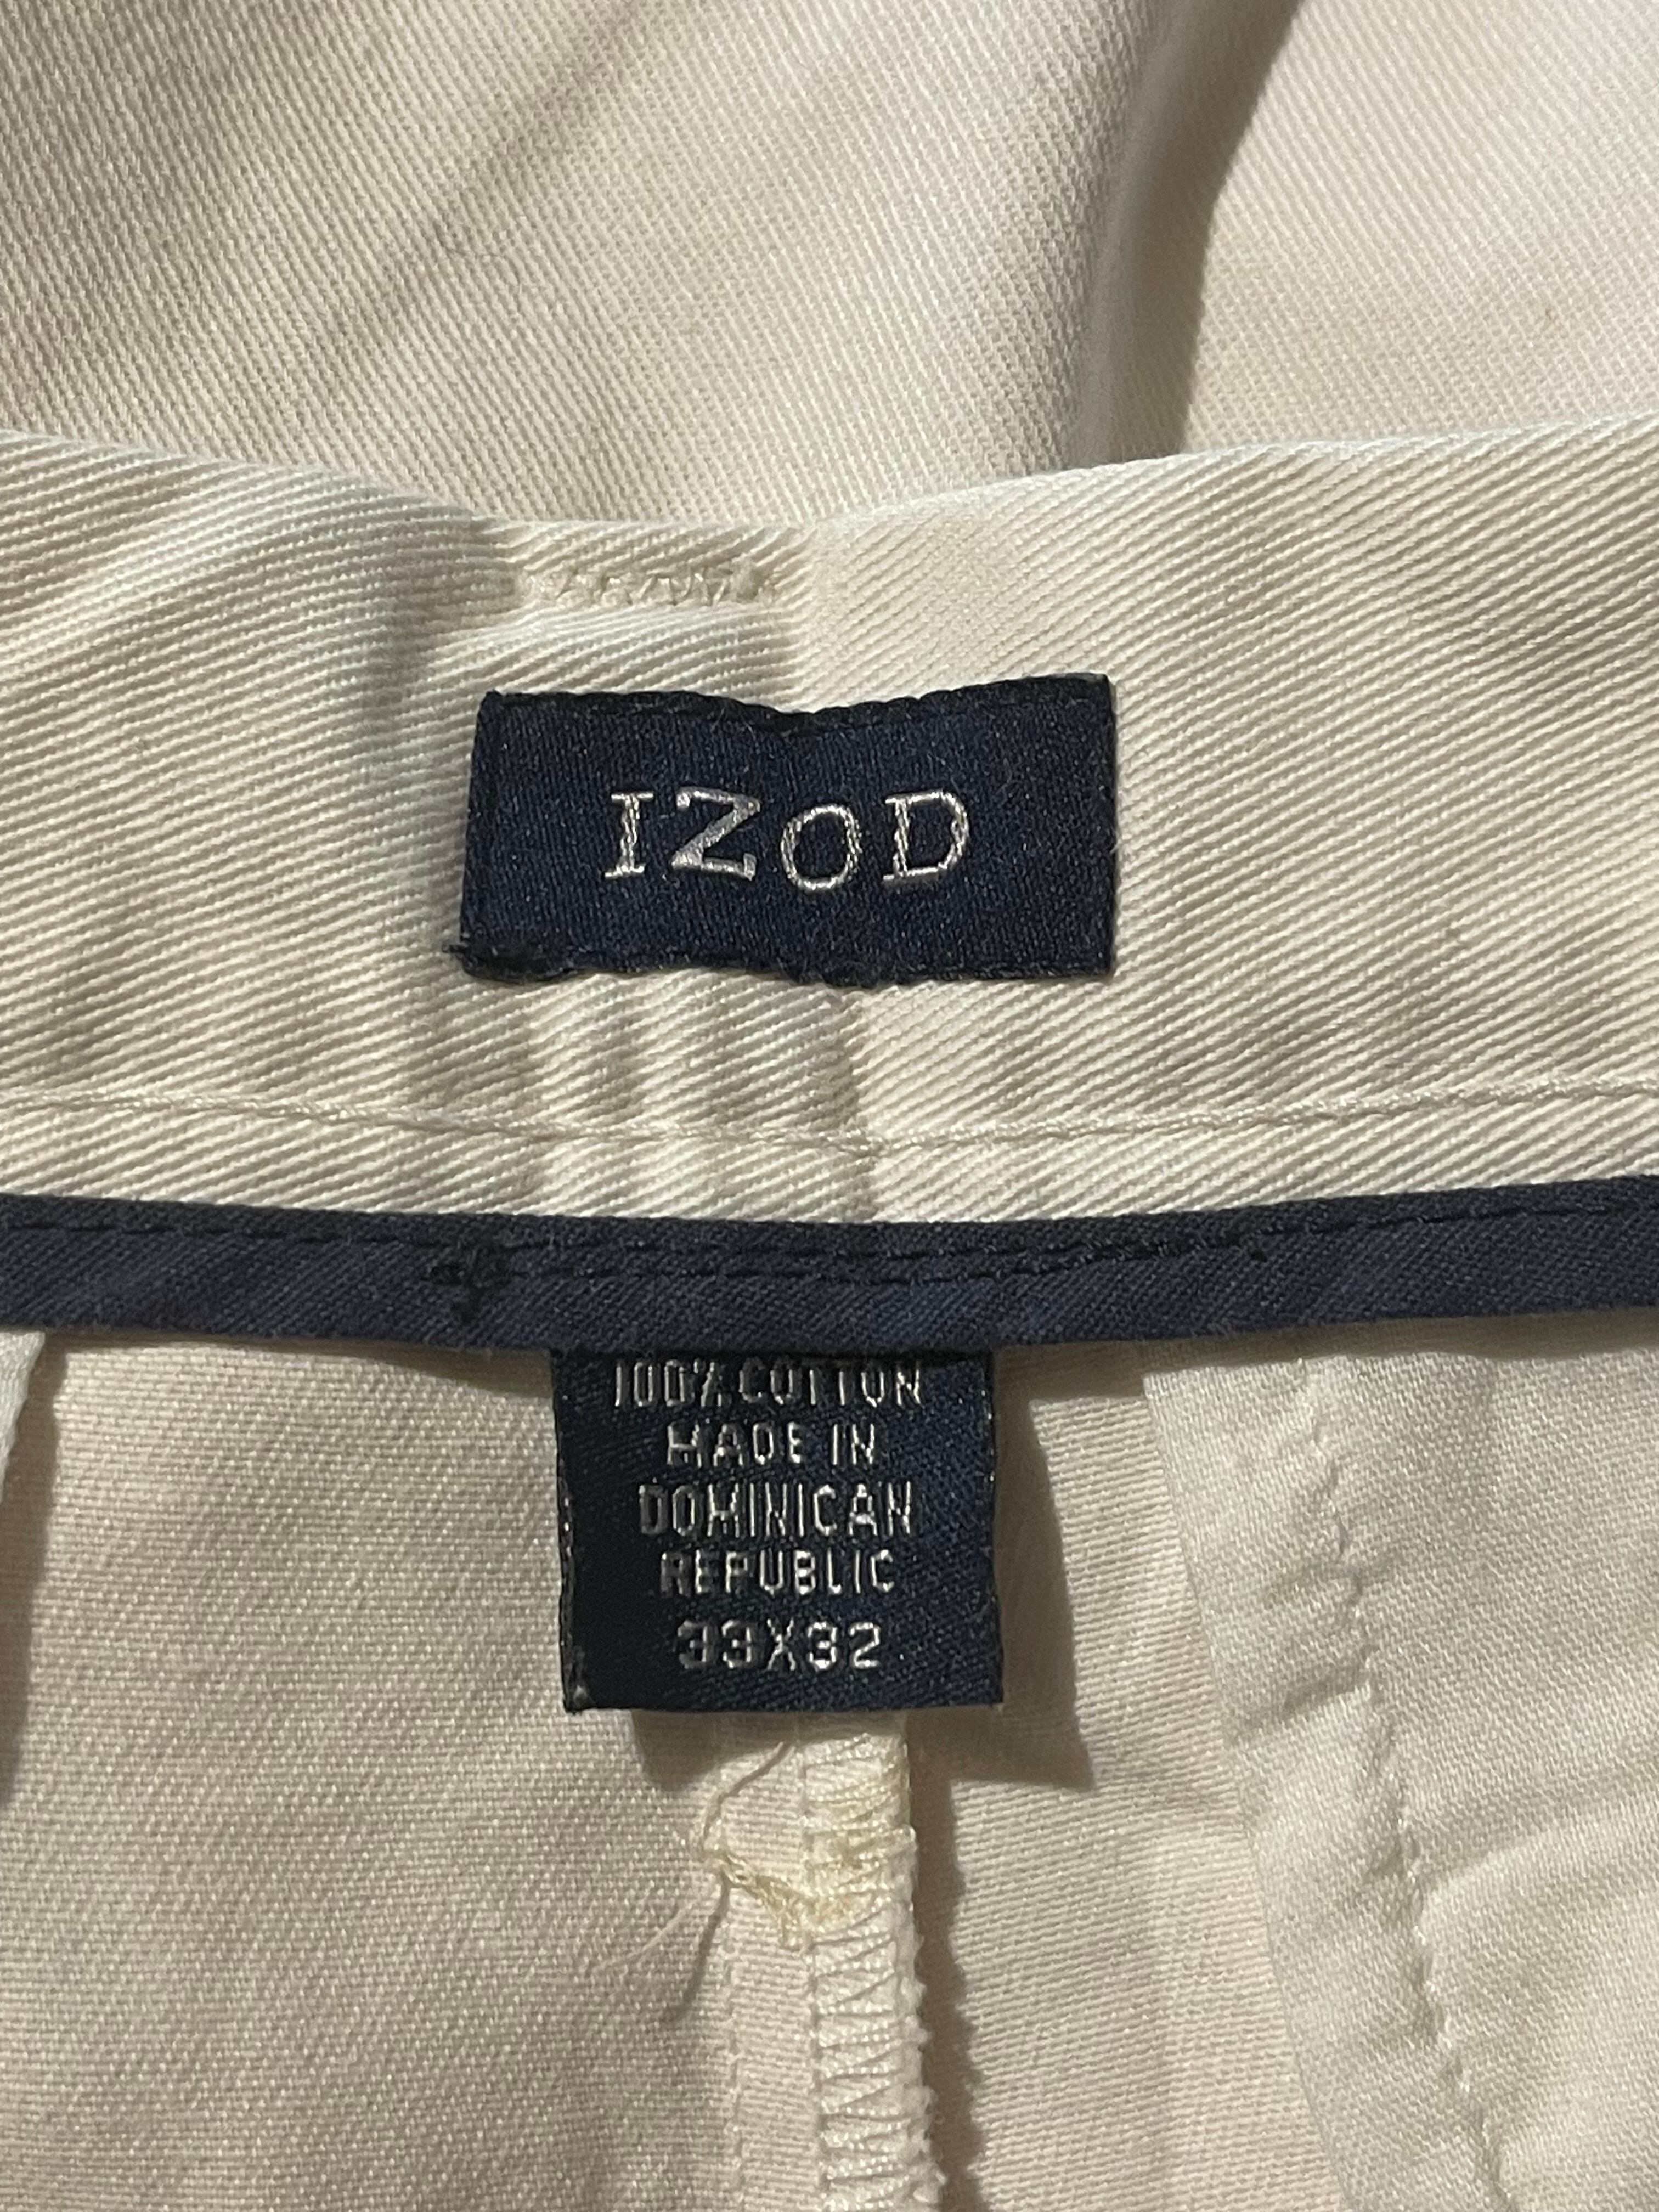 IZOD
100% COTTON
MADE IN
DOMINICAN
REPUBLIC
33X32